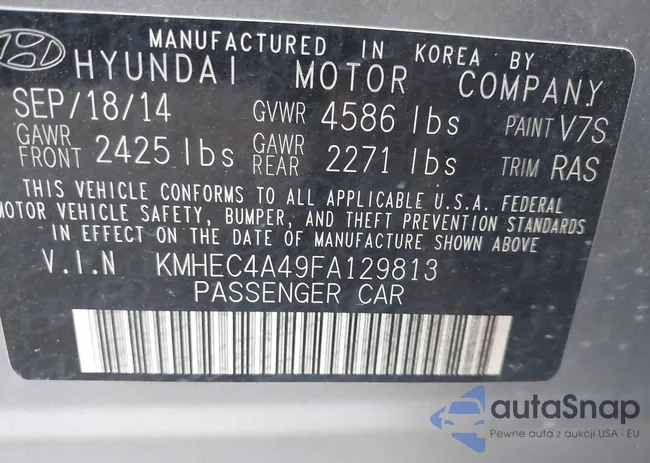 MANUFACTURED IN KOREA BY
HYUNDAI MOTOR COMPANY
SEP/18/14 GVWR 4586 lbs PAINT V7S
GAWR FRONT 2425 lbs GAWR REAR 2271 lbs TRIM RAS
THIS VEHICLE CONFORMS TO ALL APPLICABLE U.S.A. FEDERAL
MOTOR VEHICLE SAFETY, BUMPER, AND THEFT PREVENTION STANDARDS
IN EFFECT ON THE DATE OF MANUFACTURE SHOWN ABOVE
V.I.N KMHEC4A49FA129813
PASSENGER CAR
autaSnap
Pewne auta z aukcji USA i EU